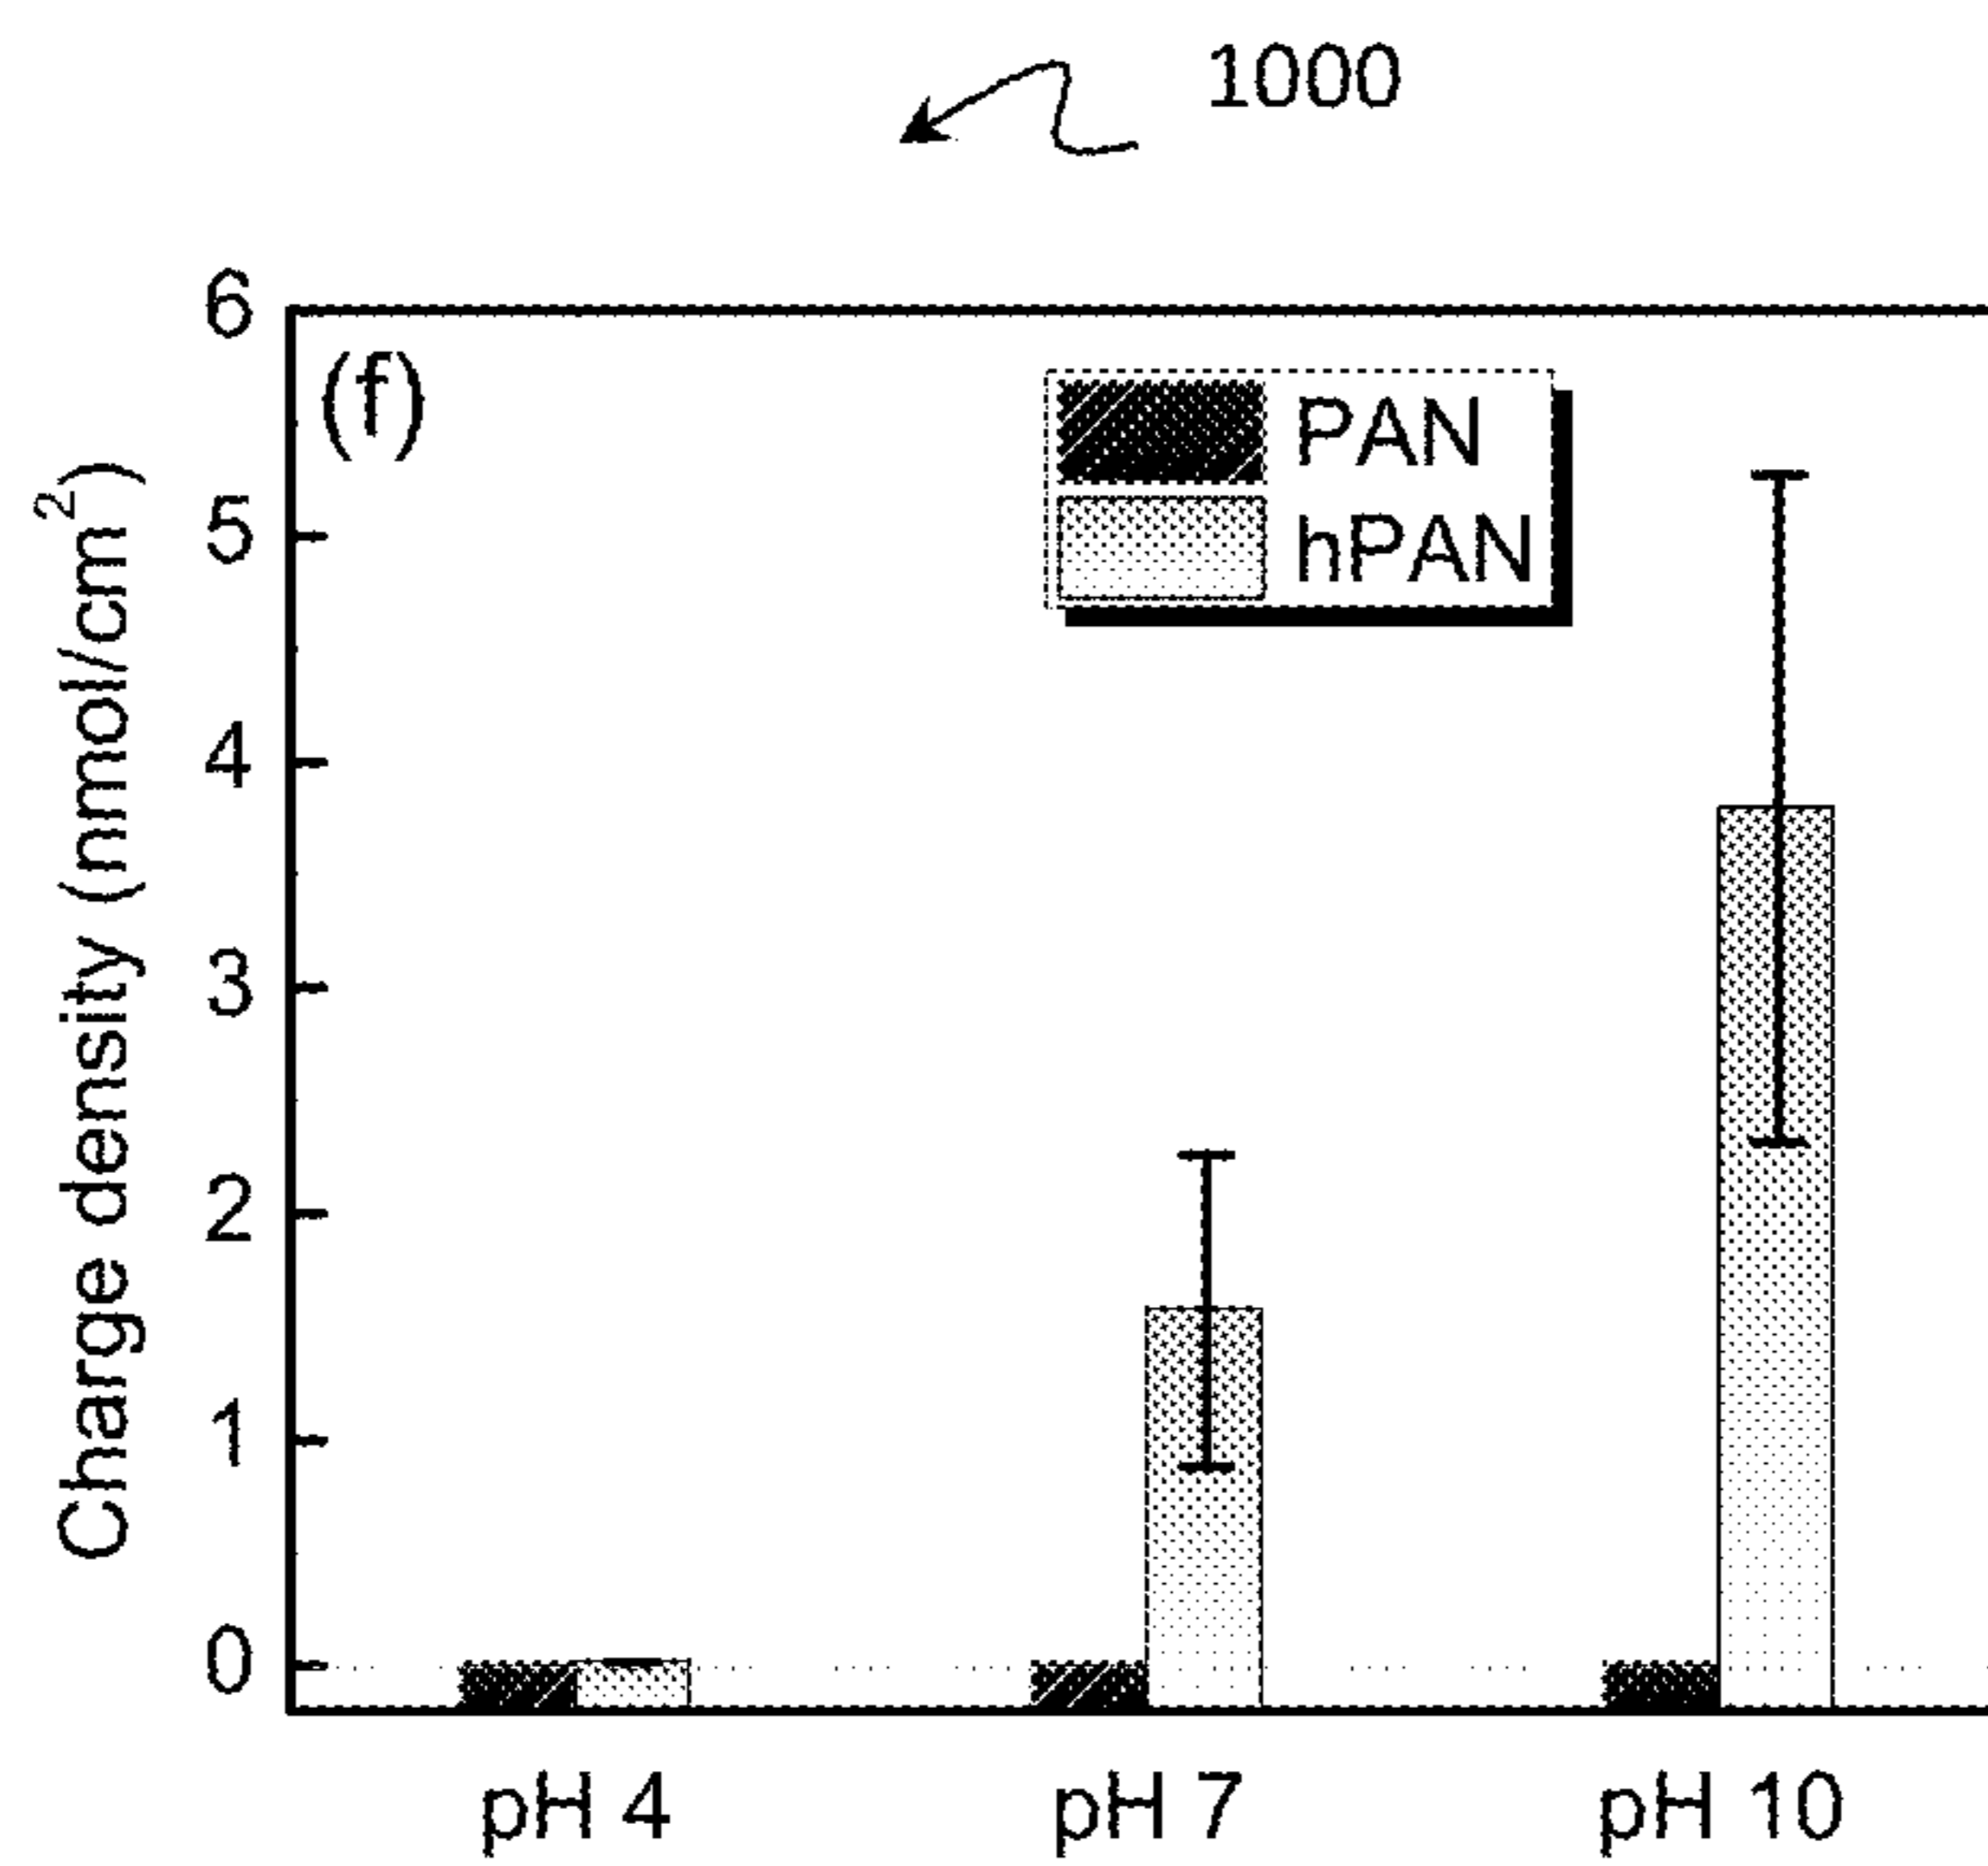 1000
6
(f)
PAN
hPAN
5
4
3
2
1
0
Charge density (nmol/cm²)
pH 4
pH 7
pH 10